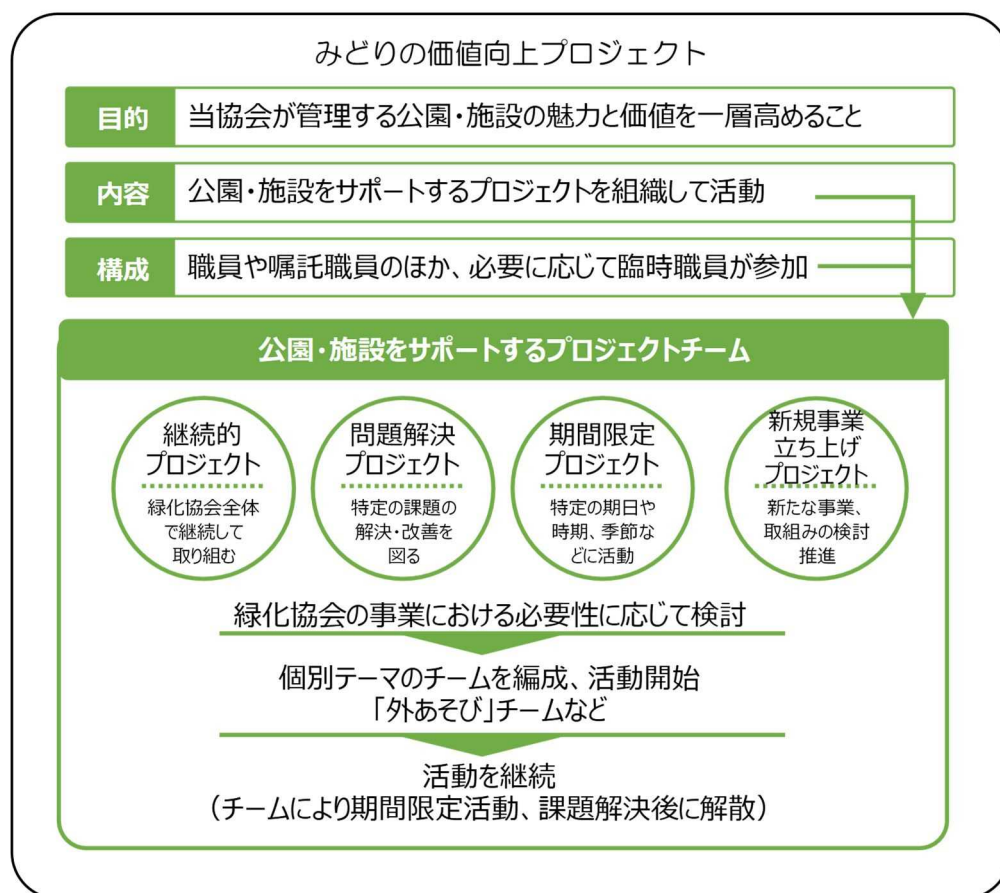 みどりの価値向上プロジェクト
目的
当協会が管理する公園・施設の魅力と価値を一層高めること
内容
公園・施設をサポートするプロジェクトを組織して活動
構成
職員や嘱託職員のほか、必要に応じて臨時職員が参加
公園・施設をサポートするプロジェクトチーム
継続的
プロジェクト
緑化協会全体
で継続して
取り組む
問題解決
プロジェクト
特定の課題の
解決・改善を
図る
期間限定
プロジェクト
特定の期日や
時期、季節な
どに活動
新規事業
立ち上げ
プロジェクト
新たな事業、
取組みの検討
推進
緑化協会の事業における必要性に応じて検討
個別テーマのチームを編成、活動開始
「外あそび」チームなど
活動を継続
（チームにより期間限定活動、課題解決後に解散）